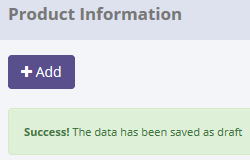 Product Information
+ Add
Success! The data has been saved as draft